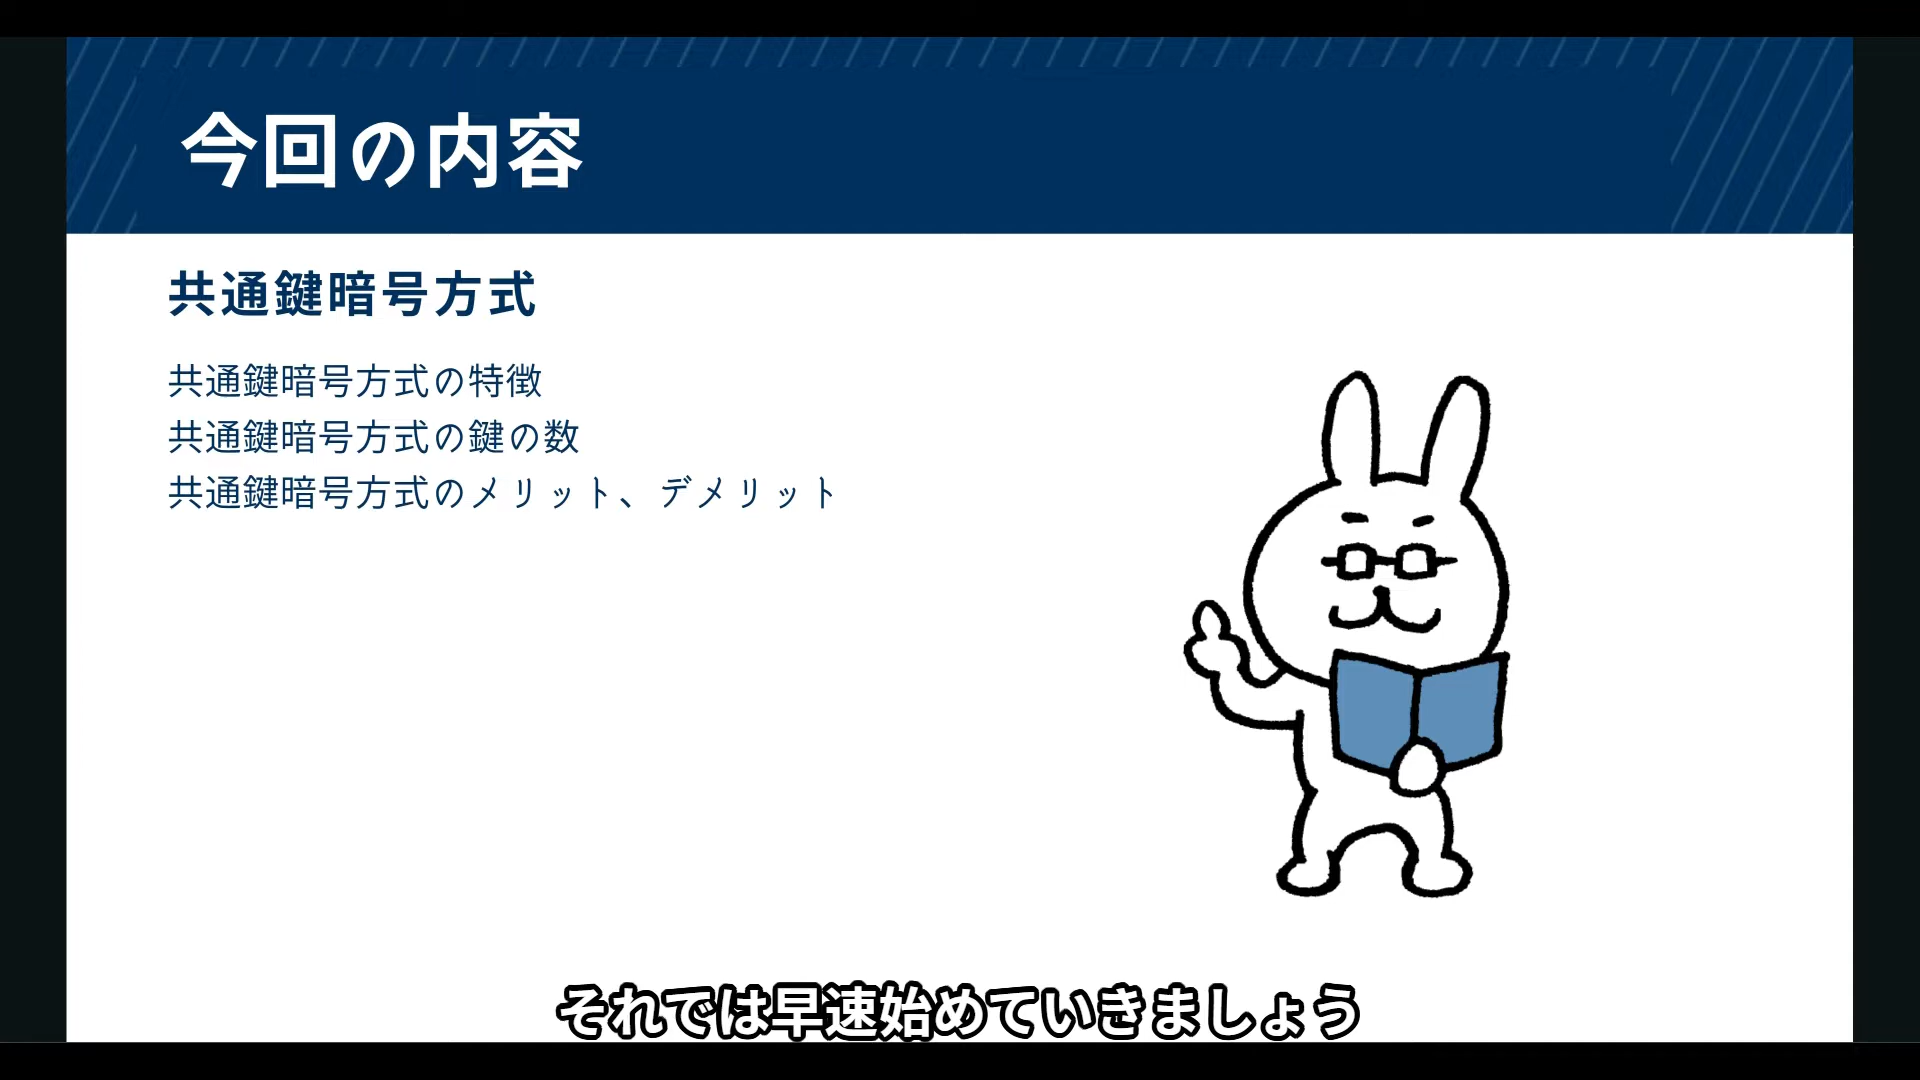 今回の内容
共通鍵暗号方式
共通鍵暗号方式の特徴
共通鍵暗号方式の鍵の数
共通鍵暗号方式のメリット、デメリット
それでは早速始めていきましょう